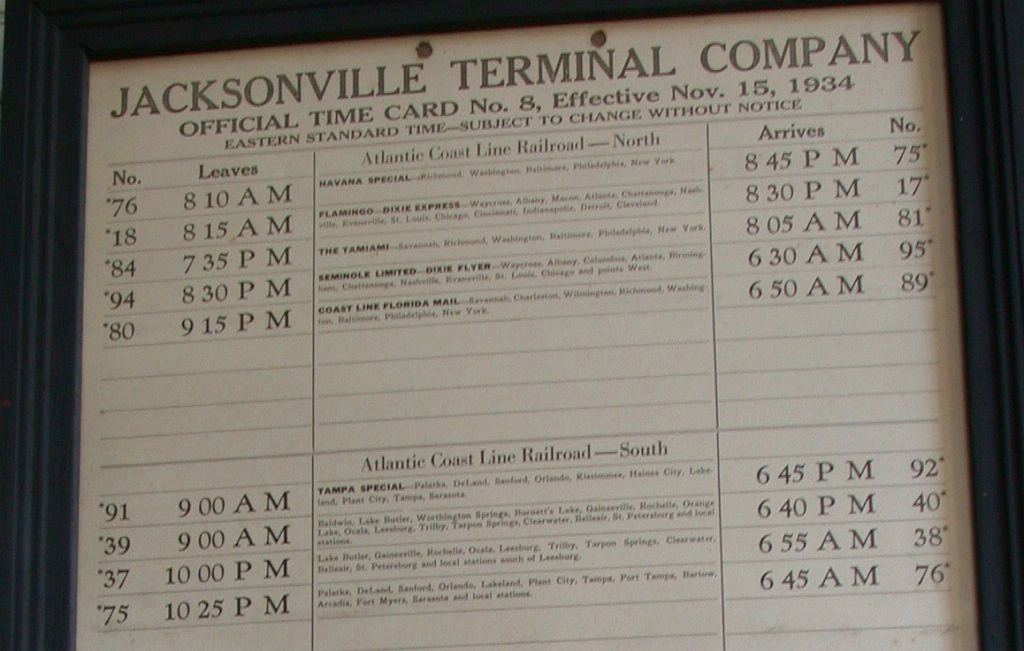 JACKSONVILLE TERMINAL COMPANY
OFFICIAL TIME CARD No. 8, Effective Nov. 15, 1934
EASTERN STANDARD TIME—SUBJECT TO CHANGE WITHOUT NOTICE
No. Leaves Atlantic Coast Line Railroad — North Arrives No.
*76 8 10 A M HAVANA SPECIAL—Richmond, Washington, Baltimore, Philadelphia, New York. 8 45 P M 75*
*18 8 15 A M FLAMINGO—DIXIE EXPRESS—Waycross, Albany, Macon, Atlanta, Chattanooga, Nash-
ville, Evansville, St. Louis, Chicago, Cincinnati, Indianapolis, Detroit, Cleveland. 8 30 P M 17*
*84 7 35 P M THE TAMIAMI—Savannah, Richmond, Washington, Baltimore, Philadelphia, New York. 8 05 A M 81*
*94 8 30 P M SEMINOLE LIMITED—DIXIE FLYER—Waycross, Albany, Columbus, Atlanta, Birming-
ham, Chattanooga, Nashville, Evansville, St. Louis, Chicago and points West. 6 30 A M 95*
*80 9 15 P M COAST LINE FLORIDA MAIL—Savannah, Charleston, Wilmington, Richmond, Washing-
ton, Baltimore, Philadelphia, New York. 6 50 A M 89*
Atlantic Coast Line Railroad — South
*91 9 00 A M TAMPA SPECIAL—Palatka, DeLand, Sanford, Orlando, Kissimmee, Haines City, Lake-
land, Plant City, Tampa, Sarasota. 6 45 P M 92*
*39 9 00 A M Baldwin, Lake Butler, Worthington Springs, Burnett's Lake, Gainesville, Rochelle, Orange
Lake, Ocala, Leesburg, Trilby, Tarpon Springs, Clearwater, Belleair, St. Petersburg and local
stations. 6 40 P M 40*
*37 10 00 P M Lake Butler, Gainesville, Rochelle, Ocala, Leesburg, Trilby, Tarpon Springs, Clearwater,
Belleair, St. Petersburg and local stations south of Leesburg. 6 55 A M 38*
*75 10 25 P M Palatka, DeLand, Sanford, Orlando, Lakeland, Plant City, Tampa, Port Tampa, Bartow,
Arcadia, Fort Myers, Sarasota and local stations. 6 45 A M 76*